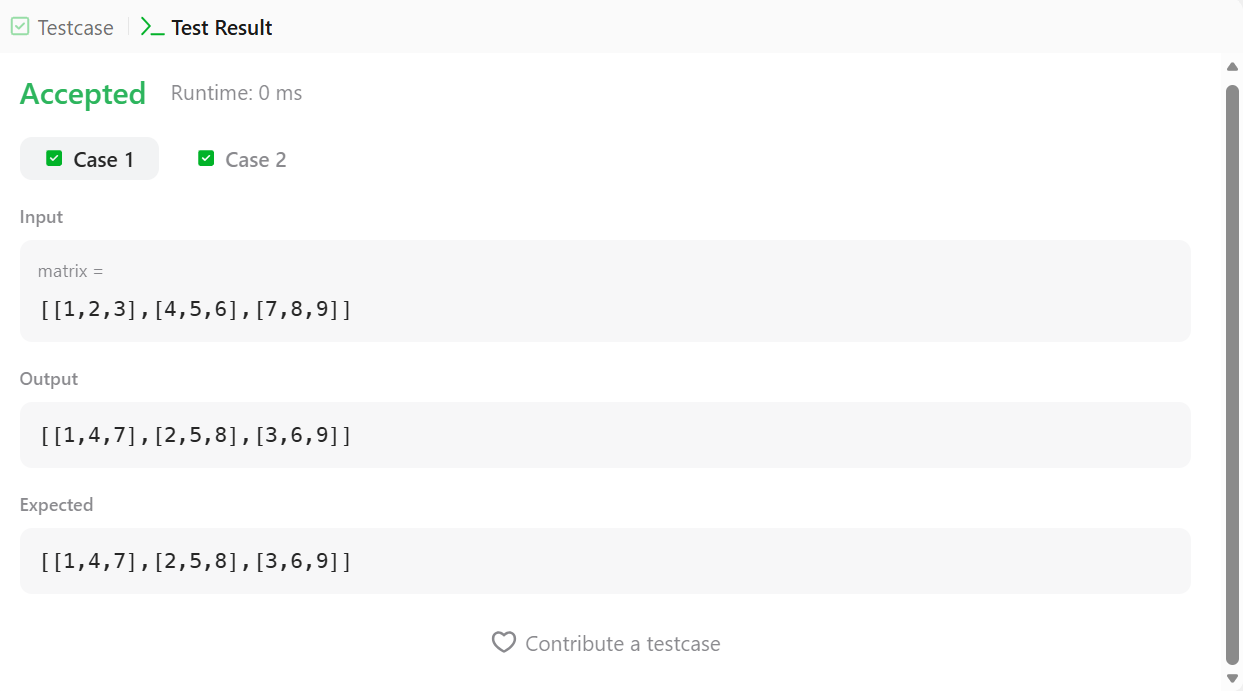 Testcase
Test Result
Accepted
Runtime: 0 ms
Case 1
Case 2
Input
matrix =
[[1,2,3],[4,5,6],[7,8,9]]
Output
[[1,4,7],[2,5,8],[3,6,9]]
Expected
[[1,4,7],[2,5,8],[3,6,9]]
Contribute a testcase